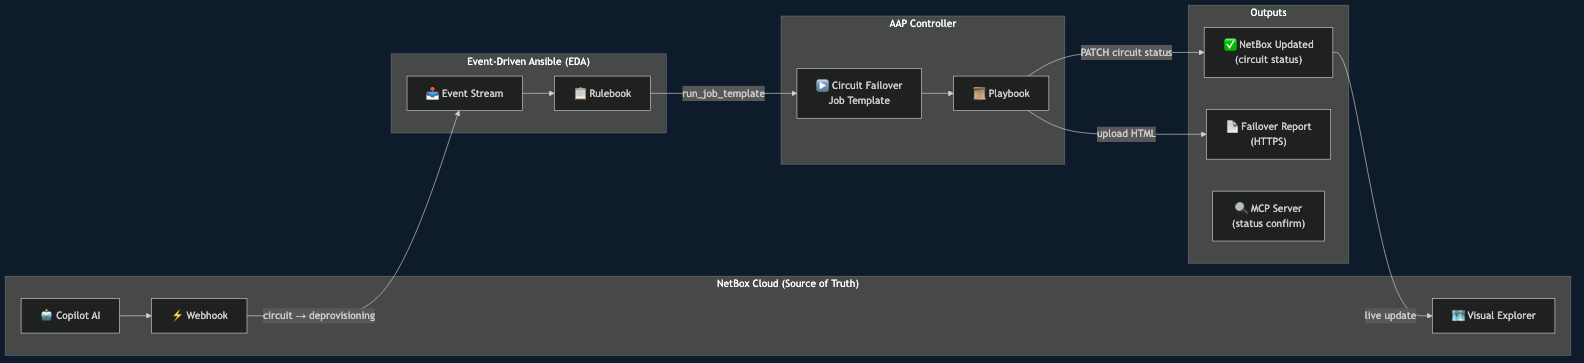 Event-Driven Ansible (EDA)
Event Stream
Rulebook
run_job_template
AAP Controller
Circuit Failover
Job Template
Playbook
PATCH circuit status
upload HTML
Outputs
NetBox Updated
(circuit status)
Failover Report
(HTTPS)
MCP Server
(status confirm)
NetBox Cloud (Source of Truth)
Copilot AI
Webhook
circuit → deprovisioning
live update
Visual Explorer